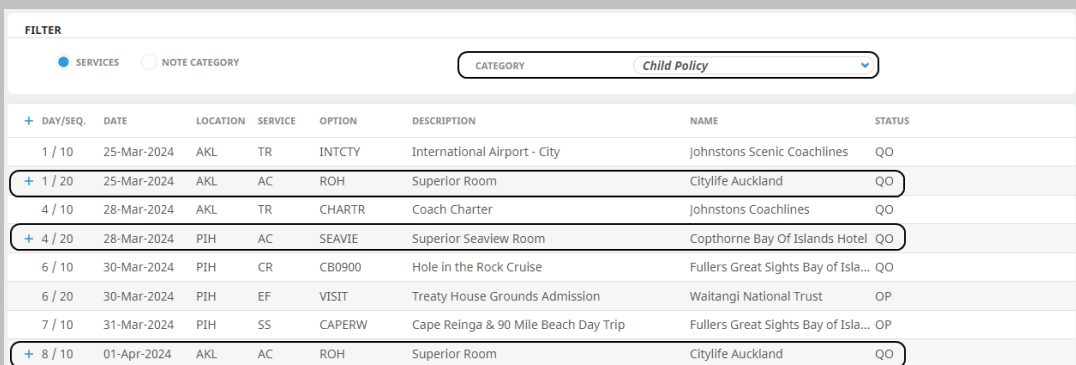 FILTER
SERVICES NOTE CATEGORY CATEGORY Child Policy
+ DAY/SEQ. DATE LOCATION SERVICE OPTION DESCRIPTION NAME STATUS
1 / 10 25-Mar-2024 AKL TR INTCTY International Airport - City Johnstons Scenic Coachlines QO
+ 1 / 20 25-Mar-2024 AKL AC ROH Superior Room Citylife Auckland QO
4 / 10 28-Mar-2024 AKL TR CHARTR Coach Charter Johnstons Coachlines QO
+ 4 / 20 28-Mar-2024 PIH AC SEAVIE Superior Seaview Room Copthorne Bay Of Islands Hotel QO
6 / 10 30-Mar-2024 PIH CR CB0900 Hole in the Rock Cruise Fullers Great Sights Bay of Isla... QO
6 / 20 30-Mar-2024 PIH EF VISIT Treaty House Grounds Admission Waitangi National Trust OP
7 / 10 31-Mar-2024 PIH SS CAPERW Cape Reinga & 90 Mile Beach Day Trip Fullers Great Sights Bay of Isla... OP
+ 8 / 10 01-Apr-2024 AKL AC ROH Superior Room Citylife Auckland QO